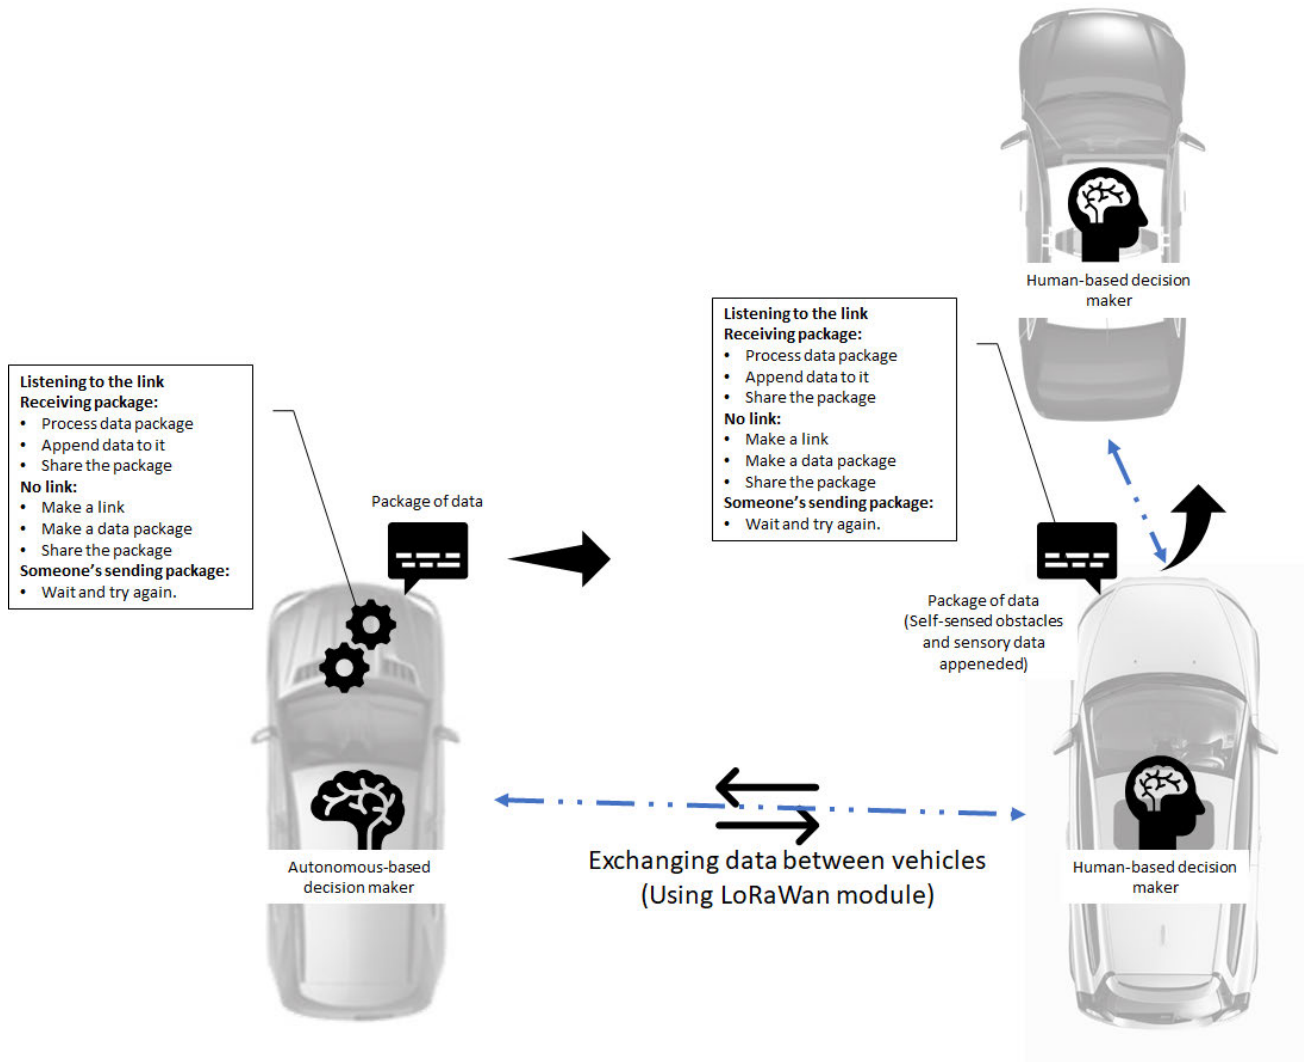 Human-based decision
maker
Listening to the link
Receiving package:
• Process data package
• Append data to it
• Share the package
No link:
• Make a link
• Make a data package
• Share the package
Someone's sending package:
• Wait and try again.
Listening to the link
Receiving package:
• Process data package
• Append data to it
• Share the package
No link:
• Make a link
• Make a data package
• Share the package
Someone's sending package:
• Wait and try again.
Package of data
Package of data
(Self-sensed obstacles
and sensory data
appeneded)
Exchanging data between vehicles
(Using LoRaWan module)
Autonomous-based
decision maker
Human-based decision
maker